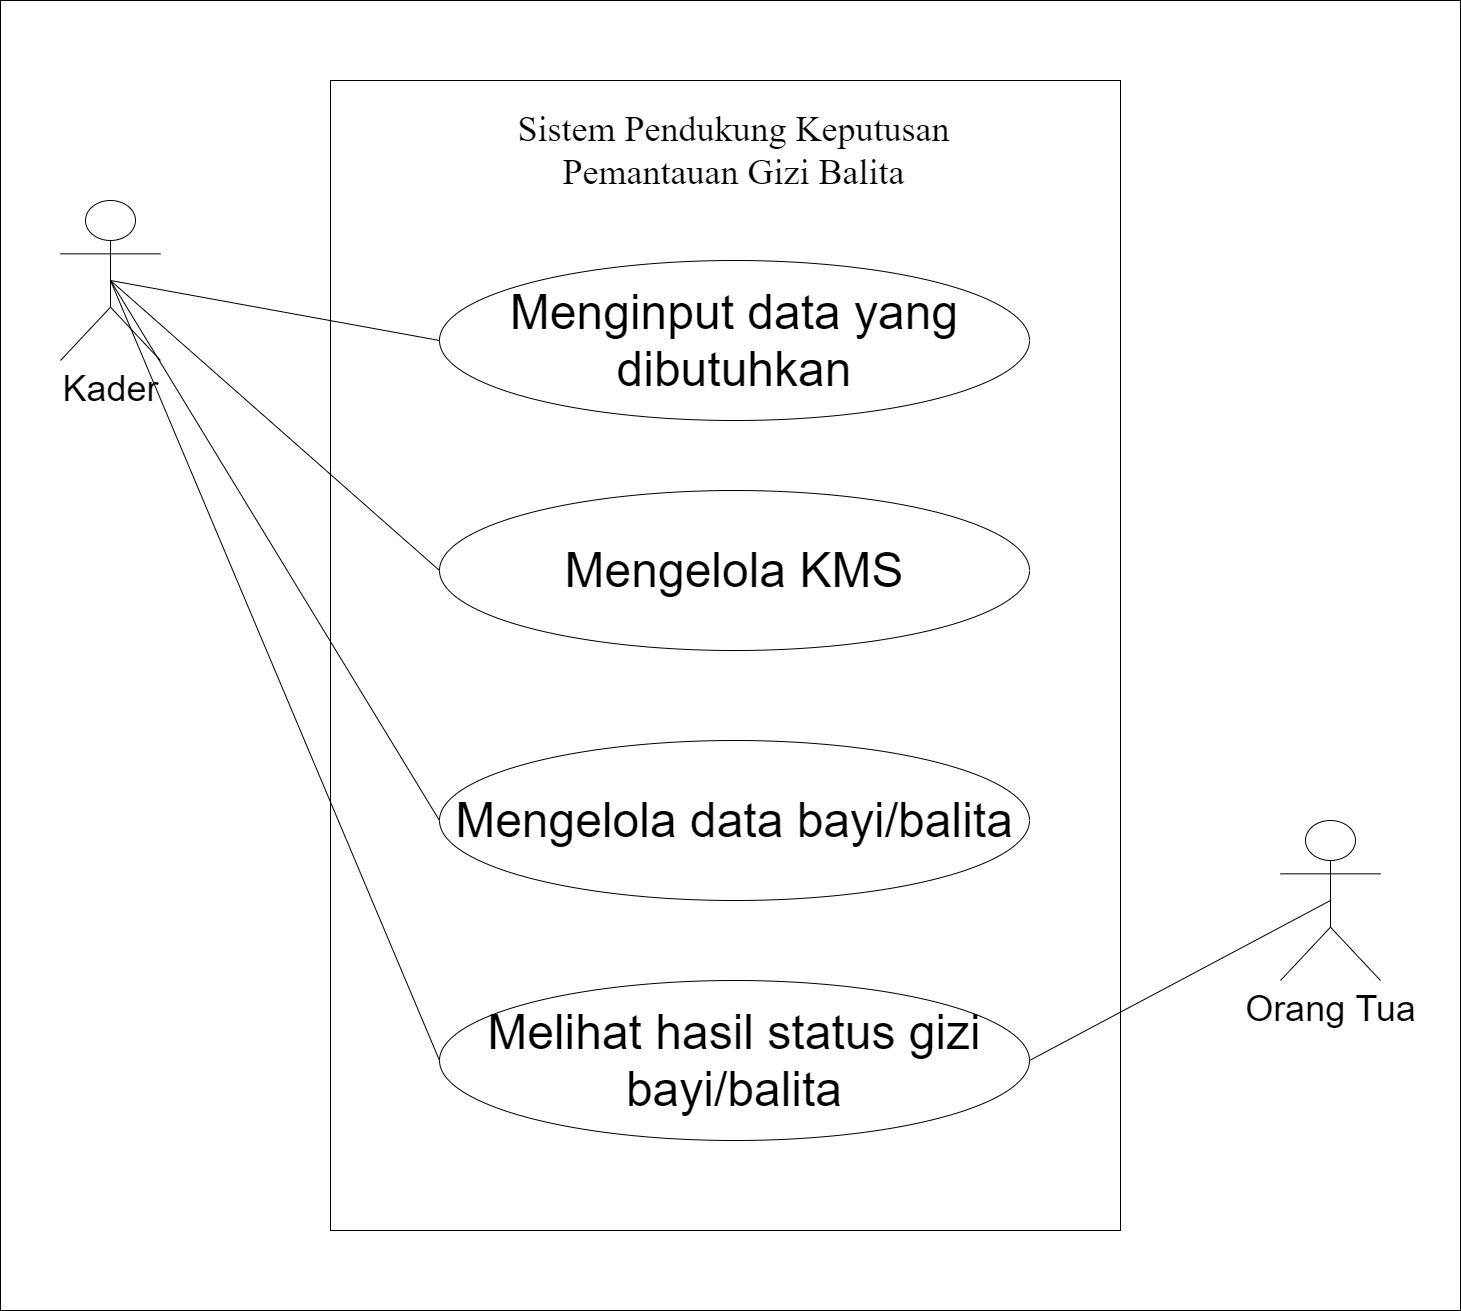 Sistem Pendukung Keputusan
Pemantauan Gizi Balita
Kader
Menginput data yang
dibutuhkan
Mengelola KMS
Mengelola data bayi/balita
Melihat hasil status gizi
bayi/balita
Orang Tua